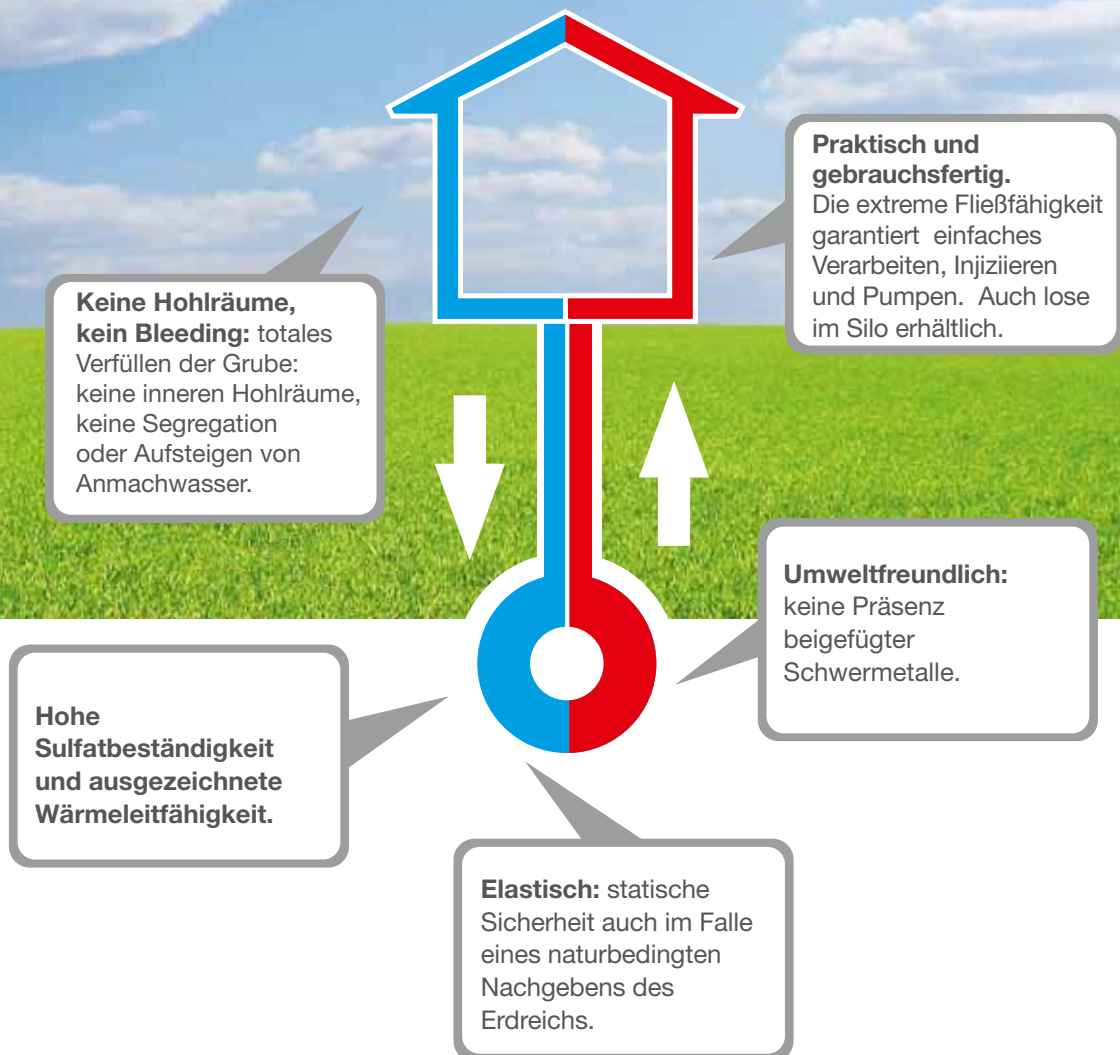 Praktisch und
gebrauchsfertig.
Die extreme Fließfähigkeit
garantiert einfaches
Verarbeiten, Injiziieren
und Pumpen. Auch lose
im Silo erhältlich.
Keine Hohlräume,
kein Bleeding: totales
Verfüllen der Grube:
keine inneren Hohlräume,
keine Segregation
oder Aufsteigen von
Anmachwasser.
Umweltfreundlich:
keine Präsenz
beigefügter
Schwermetalle.
Hohe
Sulfatbeständigkeit
und ausgezeichnete
Wärmeleitfähigkeit.
Elastisch: statische
Sicherheit auch im Falle
eines naturbedingten
Nachgebens des
Erdreichs.